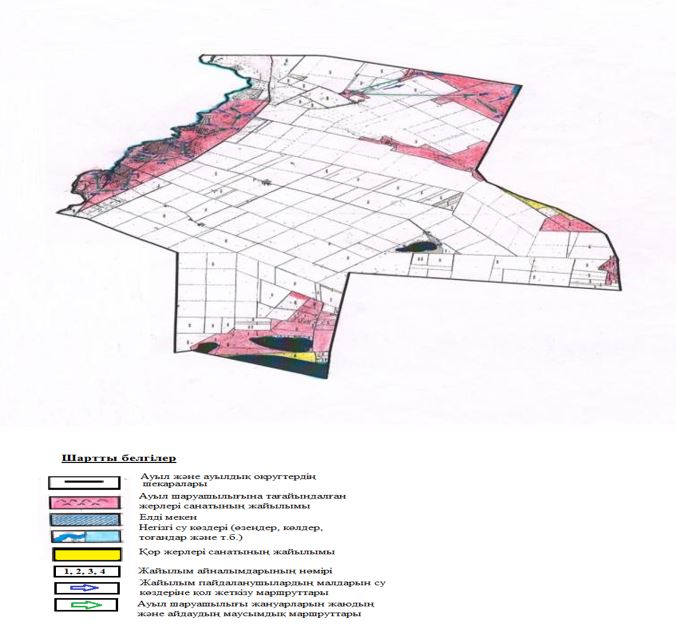 Шартты белгілер
Ауыл және ауылдық округтердің
шекаралары
Ауыл шаруашылығына тағайындалған
жерлері санатының жайылымы
Елді мекен
Негізгі су көздері (өзеңдер, көлдер,
тоғандар және т.б.)
Қор жерлері санатының жайылымы
1, 2, 3, 4 Жайылым айналымдарының нөмірі
Жайылым пайдаланушылардың малдарын су
көздеріне қол жеткізу маршруттары
Ауыл шаруашылығы жануарларын жаюдың
және айдаудың маусымдық маршруттары